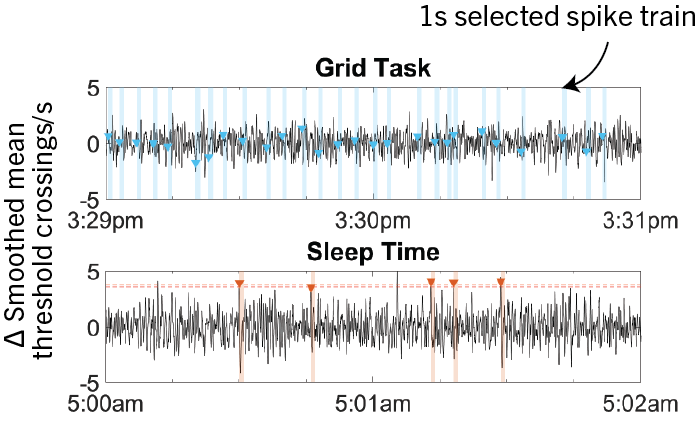 1s selected spike train
Grid Task
5
0
-5
3:29pm 3:30pm 3:31pm
Δ Smoothed mean
threshold crossings/s
Sleep Time
5
0
-5
5:00am 5:01am 5:02am